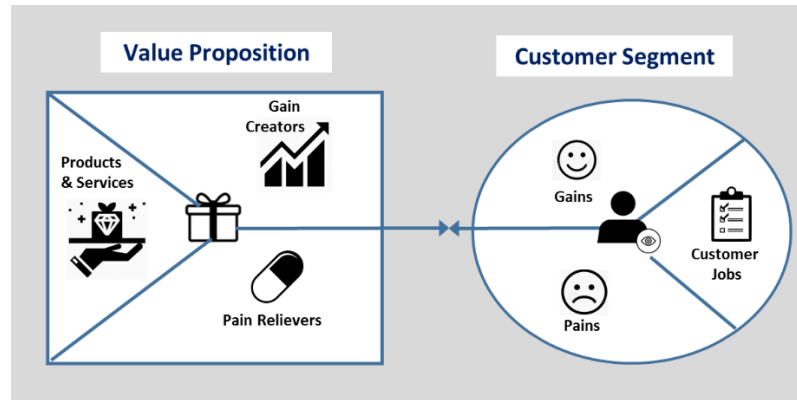 Value Proposition
Customer Segment
Gain
Creators
Products
& Services
Pain Relievers
Gains
Customer
Jobs
Pains